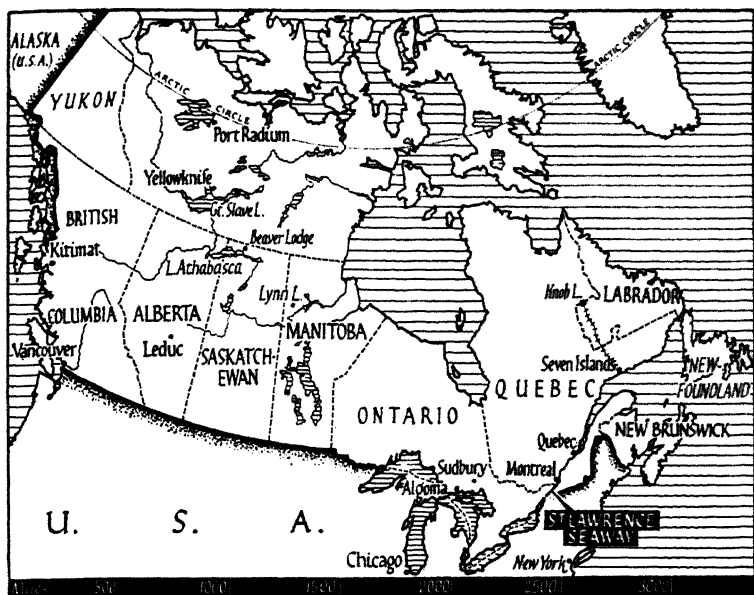 ALASKA
(U.S.A.)
YUKON
ARCTIC CIRCLE
ARCTIC CIRCLE
Port Radium
Yellowknife
Gt. Slave L.
Beaver Lodge
BRITISH
Kitimat
L. Athabasca
Knob L.
LABRADOR
Lynn L.
COLUMBIA
ALBERTA
MANITOBA
Vancouver
Leduc
SASKATCH-
EWAN
Seven Islands
NEW-
FOUNDLAND
QUEBEC
ONTARIO
NEW BRUNSWICK
Quebec
Sudbury
Montreal
Algoma
U. S. A.
ST LAWRENCE
SEAWAY
Chicago
New York
Miles 500 1000 1500 2000 2500 3000